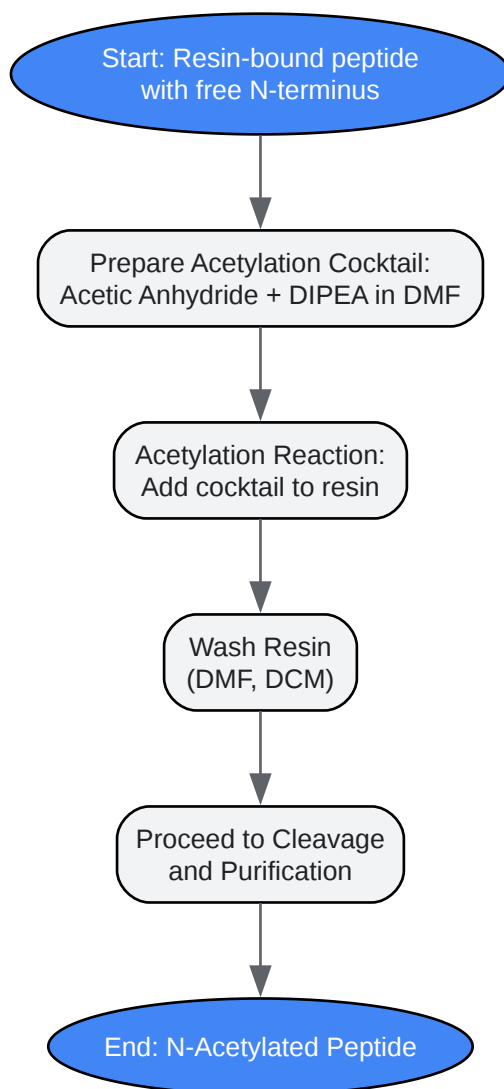 Start: Resin-bound peptide
with free N-terminus
Prepare Acetylation Cocktail:
Acetic Anhydride + DIPEA in DMF
Acetylation Reaction:
Add cocktail to resin
Wash Resin
(DMF, DCM)
Proceed to Cleavage
and Purification
End: N-Acetylated Peptide